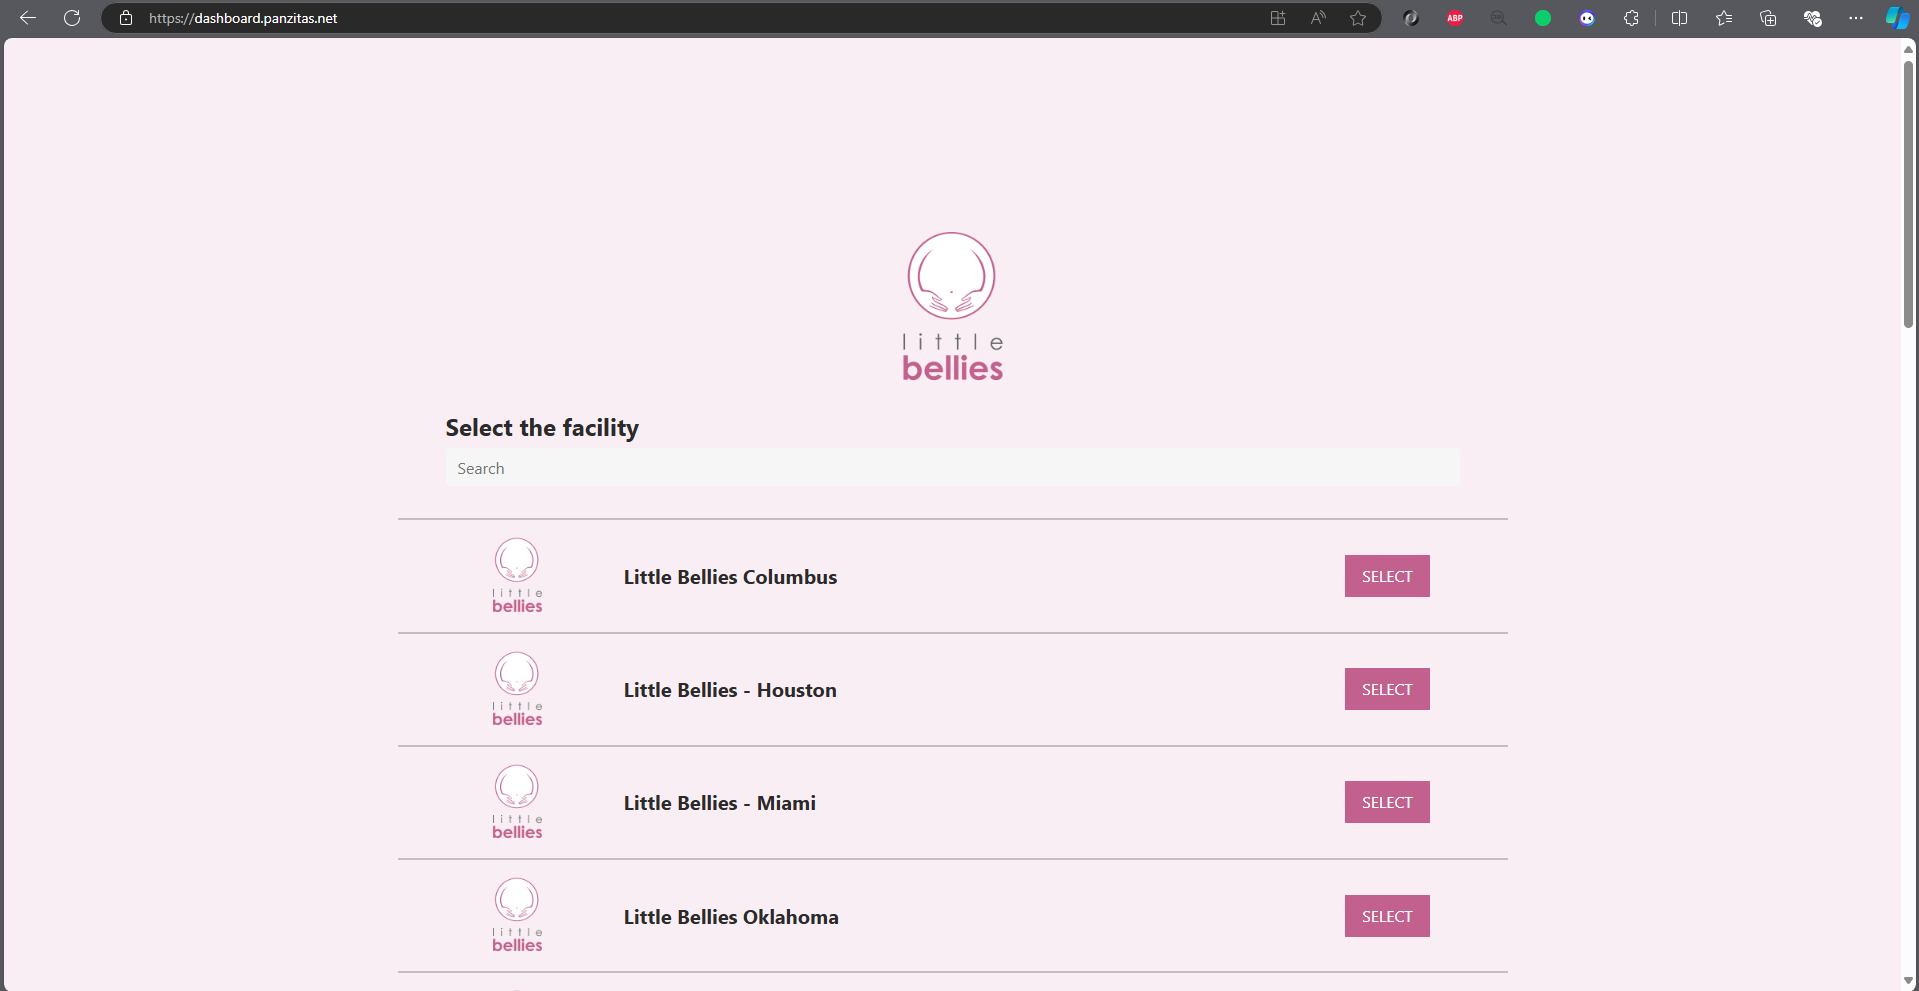 https://dashboard.panzitas.net
ABP
little
bellies
Select the facility
Search
little
bellies
Little Bellies Columbus
SELECT
little
bellies
Little Bellies - Houston
SELECT
little
bellies
Little Bellies - Miami
SELECT
little
bellies
Little Bellies Oklahoma
SELECT